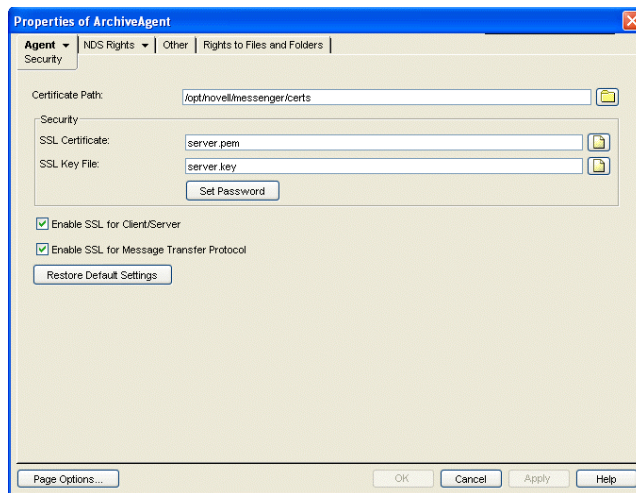 Properties of ArchiveAgent
Agent NDS Rights Other Rights to Files and Folders
Security
Certificate Path: /opt/novell/messenger/certs
Security
SSL Certificate: server.pem
SSL Key File: server.key
Set Password
Enable SSL for Client/Server
Enable SSL for Message Transfer Protocol
Restore Default Settings
Page Options... OK Cancel Apply Help